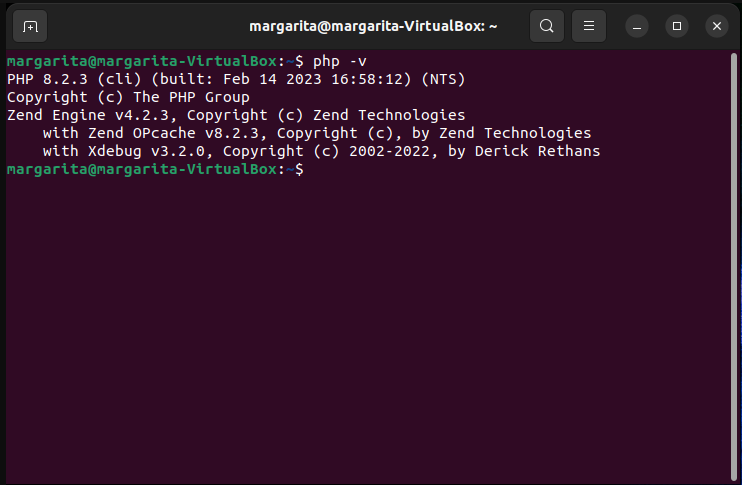 margarita@margarita-VirtualBox: ~
margarita@margarita-VirtualBox:~$ php -v
PHP 8.2.3 (cli) (built: Feb 14 2023 16:58:12) (NTS)
Copyright (c) The PHP Group
Zend Engine v4.2.3, Copyright (c) Zend Technologies
    with Zend OPcache v8.2.3, Copyright (c), by Zend Technologies
    with Xdebug v3.2.0, Copyright (c) 2002-2022, by Derick Rethans
margarita@margarita-VirtualBox:~$